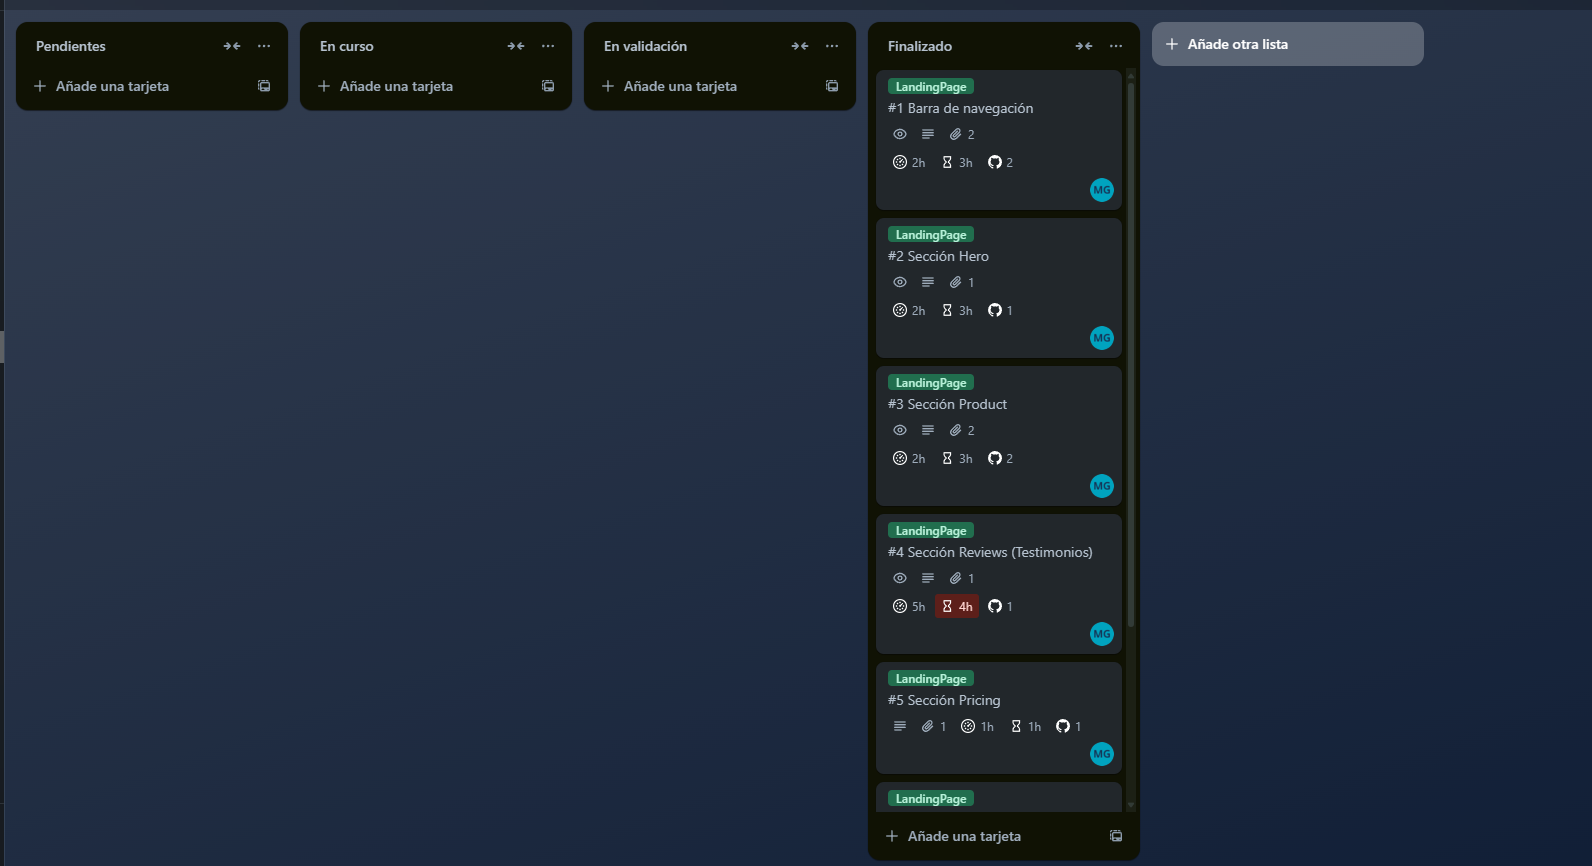 Pendientes
Añade una tarjeta
En curso
Añade una tarjeta
En validación
Añade una tarjeta
Finalizado
LandingPage
#1 Barra de navegación
2
2h 3h 2
MG
LandingPage
#2 Sección Hero
1
2h 3h 1
MG
LandingPage
#3 Sección Product
2
2h 3h 2
MG
LandingPage
#4 Sección Reviews (Testimonios)
1
5h 4h 1
MG
LandingPage
#5 Sección Pricing
1 1h 1h 1
MG
LandingPage
Añade una tarjeta
Añade otra lista